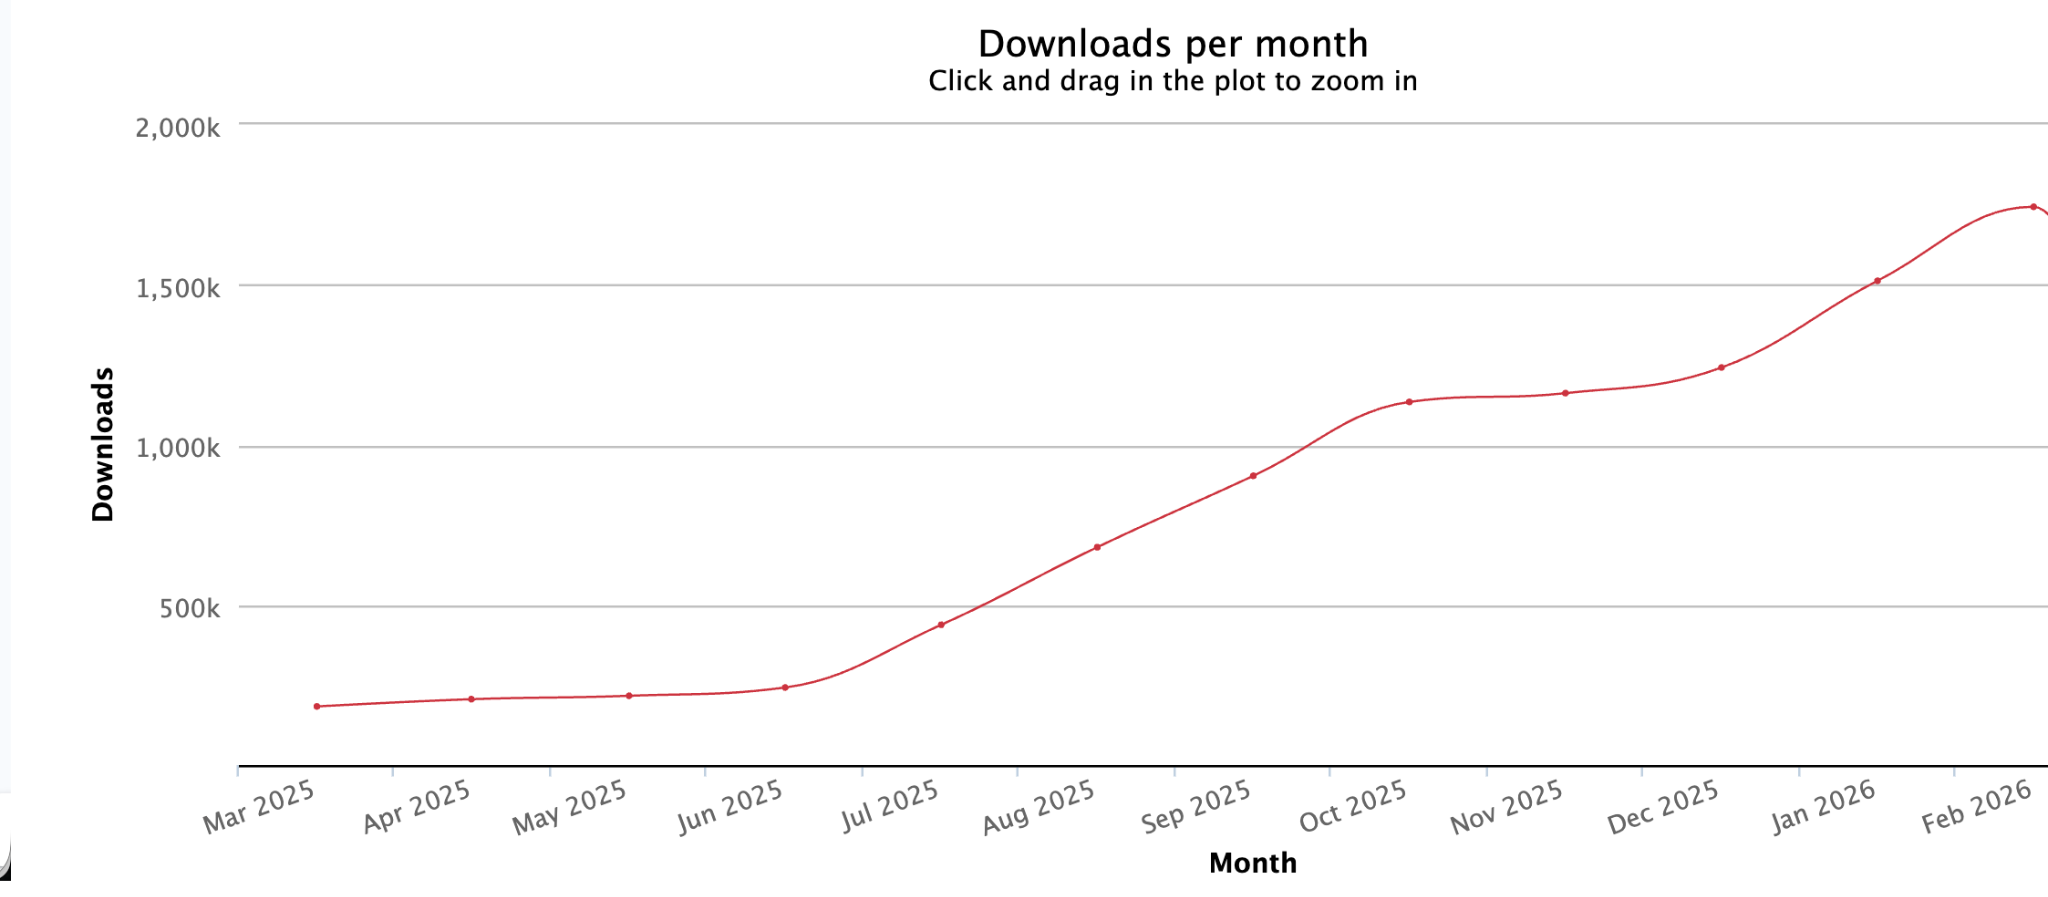 Downloads per month
Click and drag in the plot to zoom in
2,000k
1,500k
1,000k
500k
Downloads
Mar 2025
Apr 2025
May 2025
Jun 2025
Jul 2025
Aug 2025
Sep 2025
Oct 2025
Nov 2025
Dec 2025
Jan 2026
Feb 2026
Month